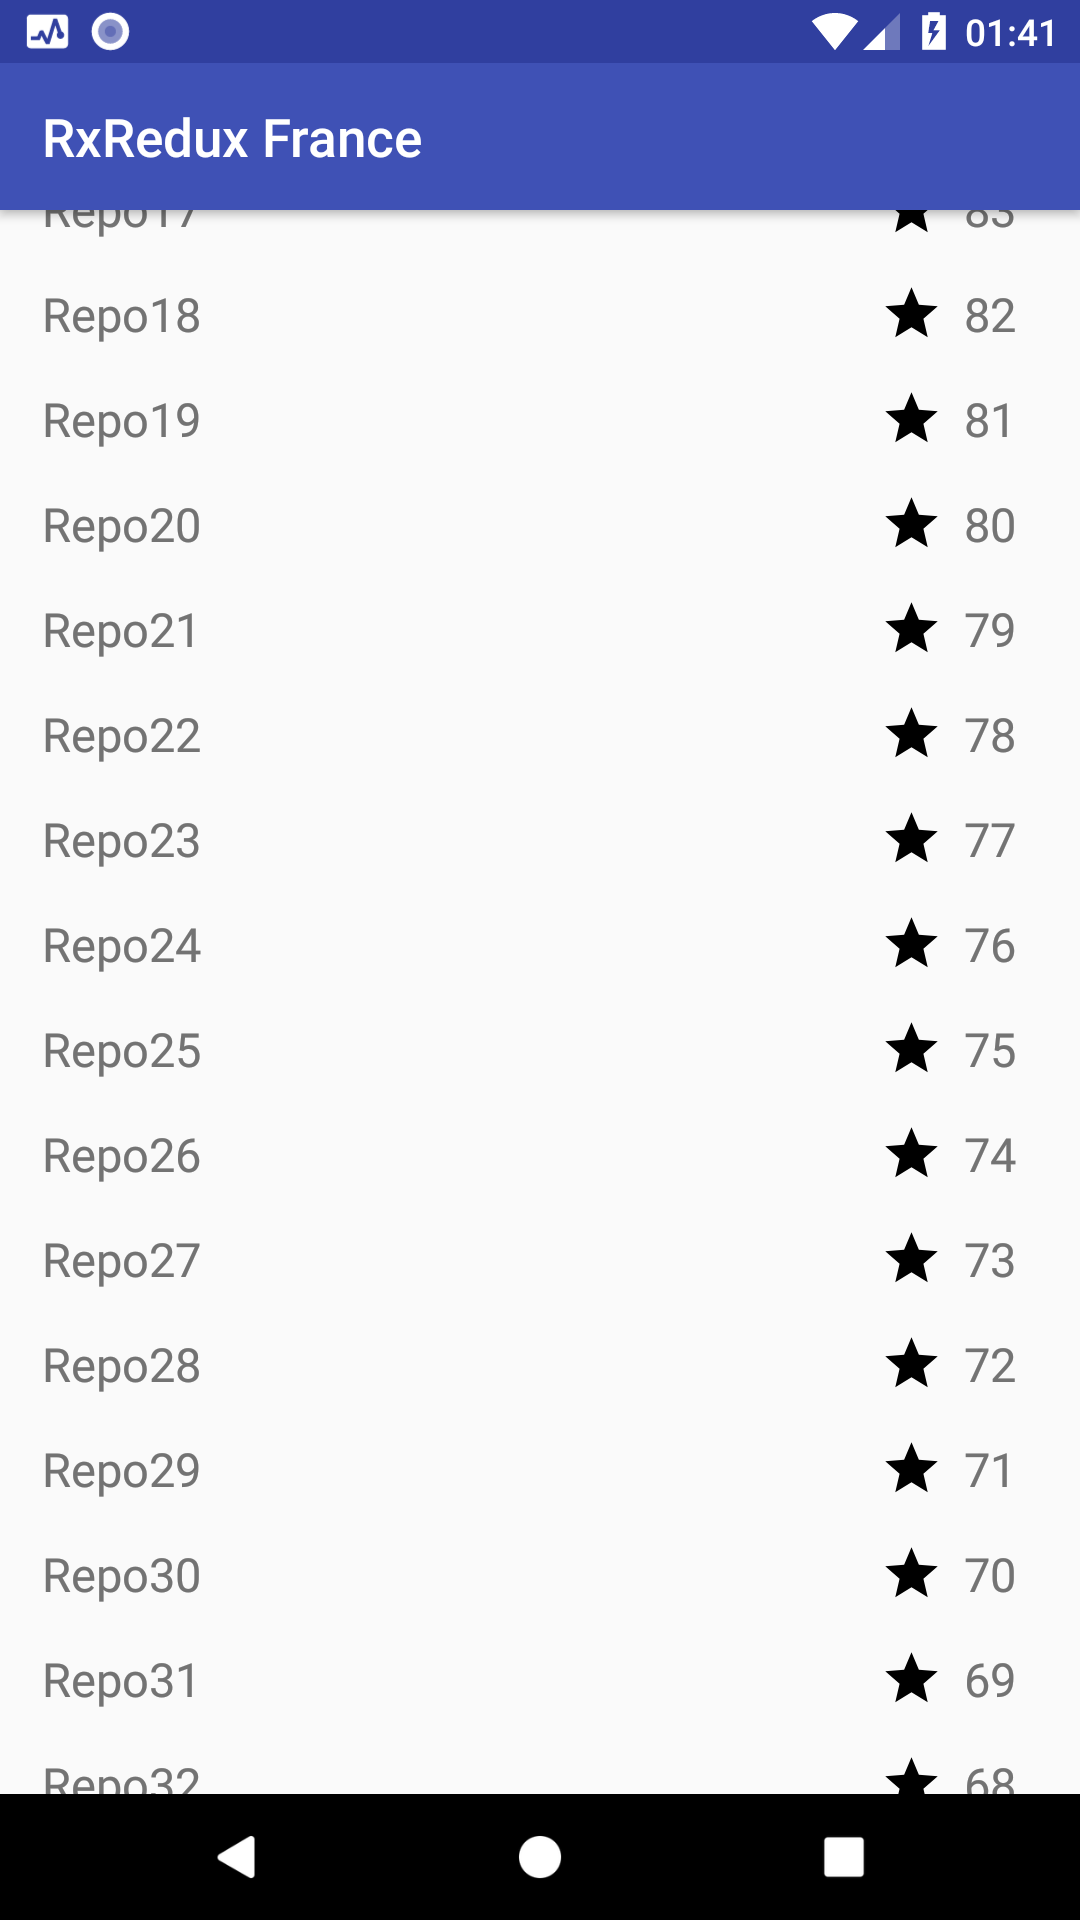 01:41
RxRedux France
Repo17 83
Repo18 82
Repo19 81
Repo20 80
Repo21 79
Repo22 78
Repo23 77
Repo24 76
Repo25 75
Repo26 74
Repo27 73
Repo28 72
Repo29 71
Repo30 70
Repo31 69
Repo32 68